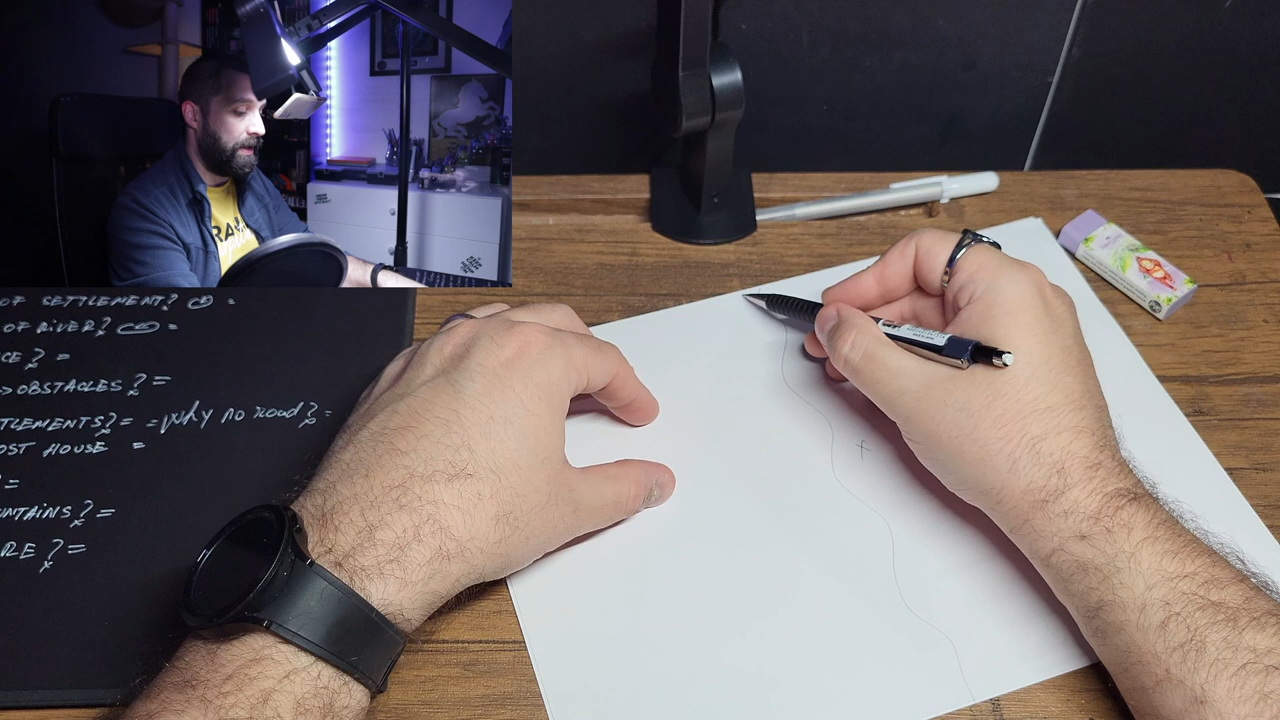 OF SETTLEMENT? =
OF RIVER? =
CE? =
->OBSTACLES? =
TLEMENTS? = = Why no road? =
OST HOUSE =
=
UNTAINS? =
RE? =